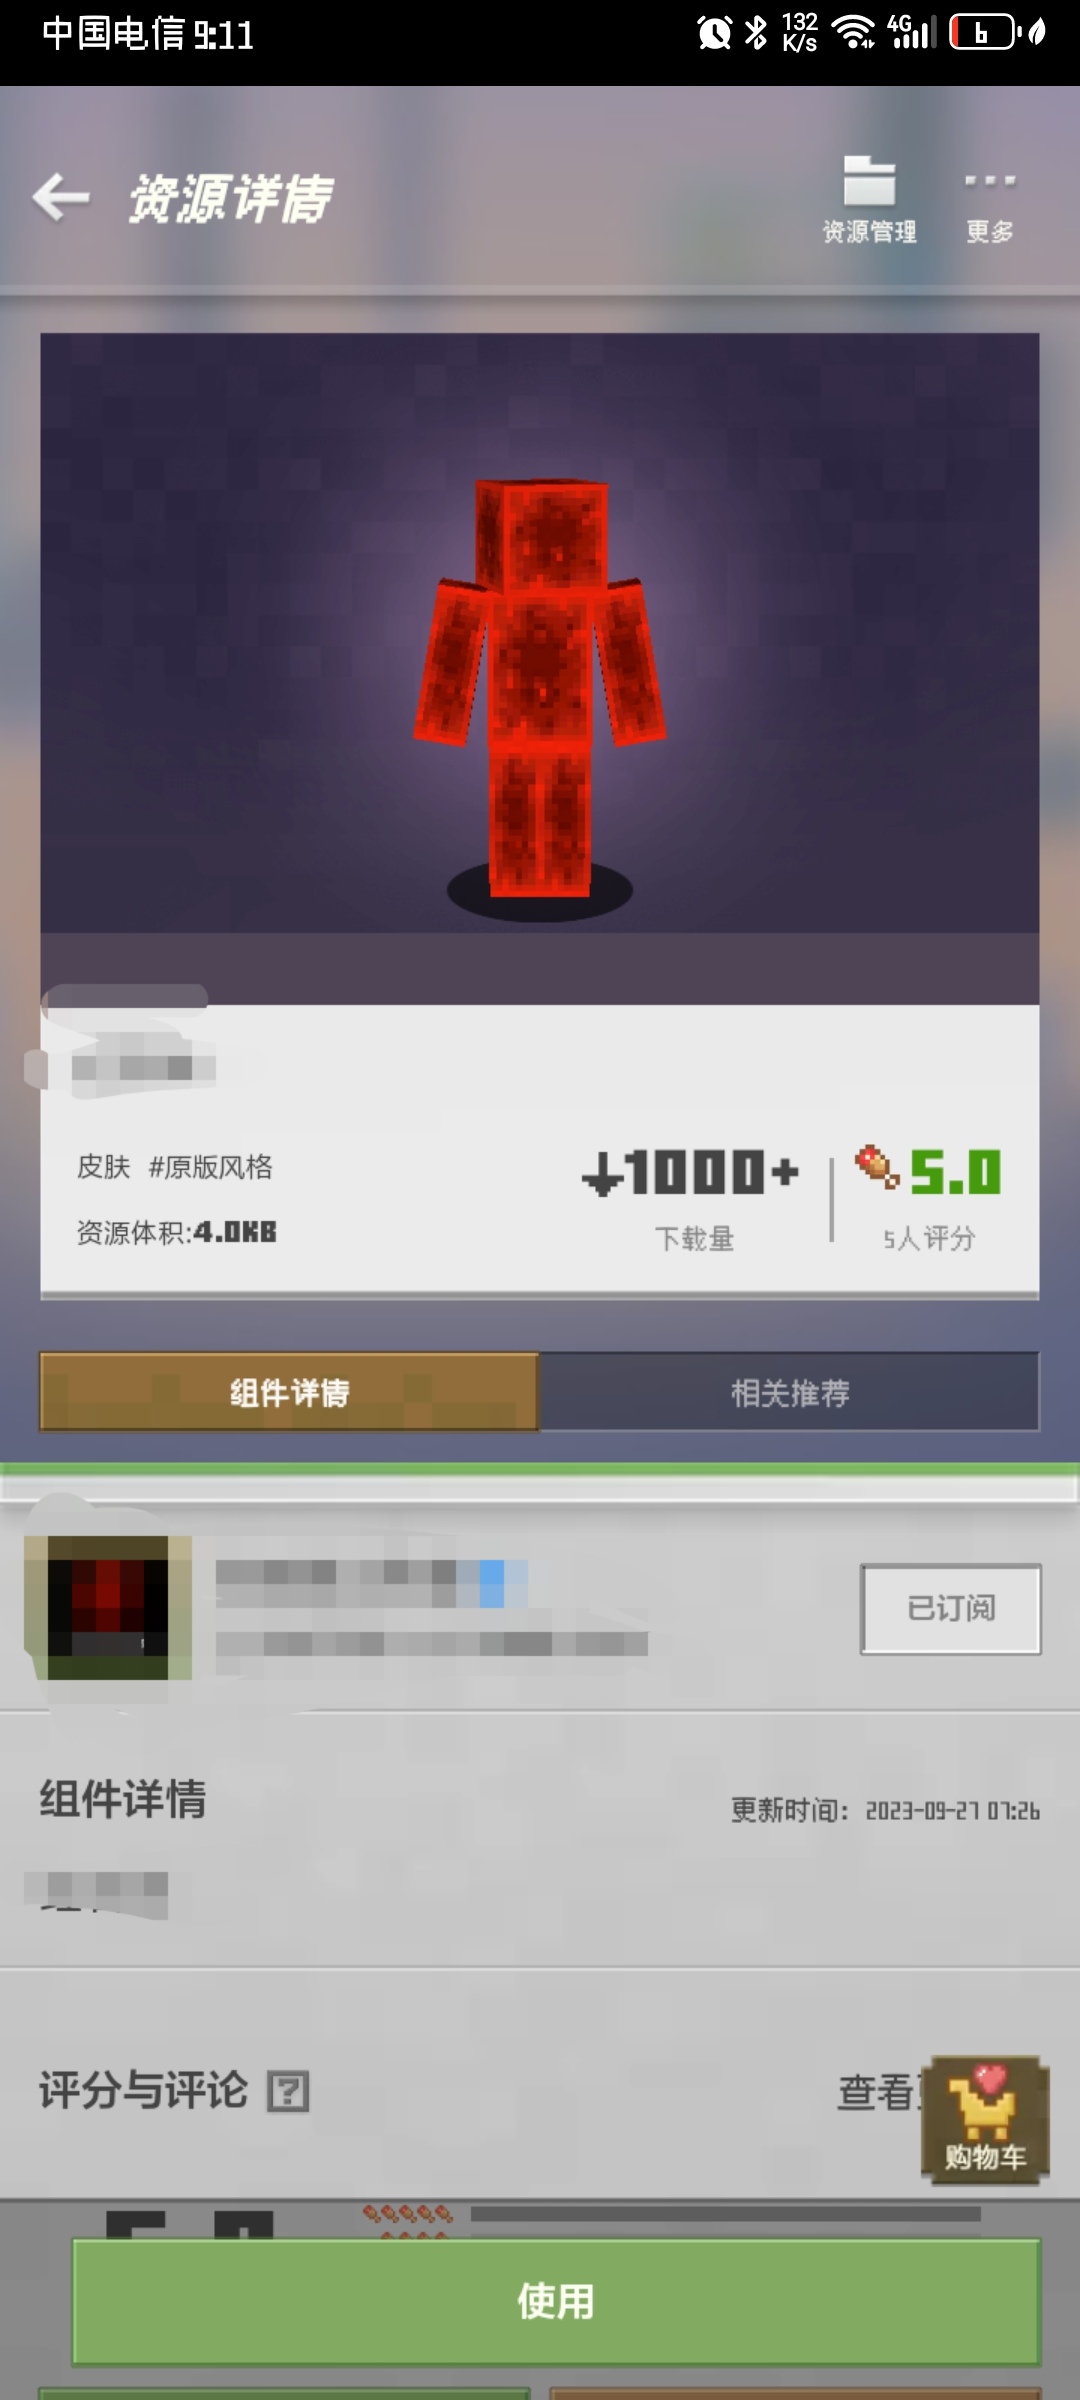 中国电信 9:11
132 K/s 4G 6
资源详情
资源管理
更多
皮肤 #原版风格
资源体积:4.0KB
1000+
下载量
5.0
5人评分
组件详情
相关推荐
已订阅
组件详情
更新时间：2023-09-27 07:26
评分与评论 ?
查看
购物车
使用